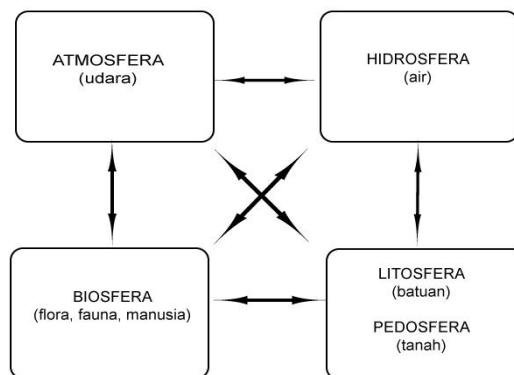 ATMOSFERA
(udara)
HIDROSFERA
(air)
BIOSFERA
(flora, fauna, manusia)
LITOSFERA
(batuan)
PEDOSFERA
(tanah)